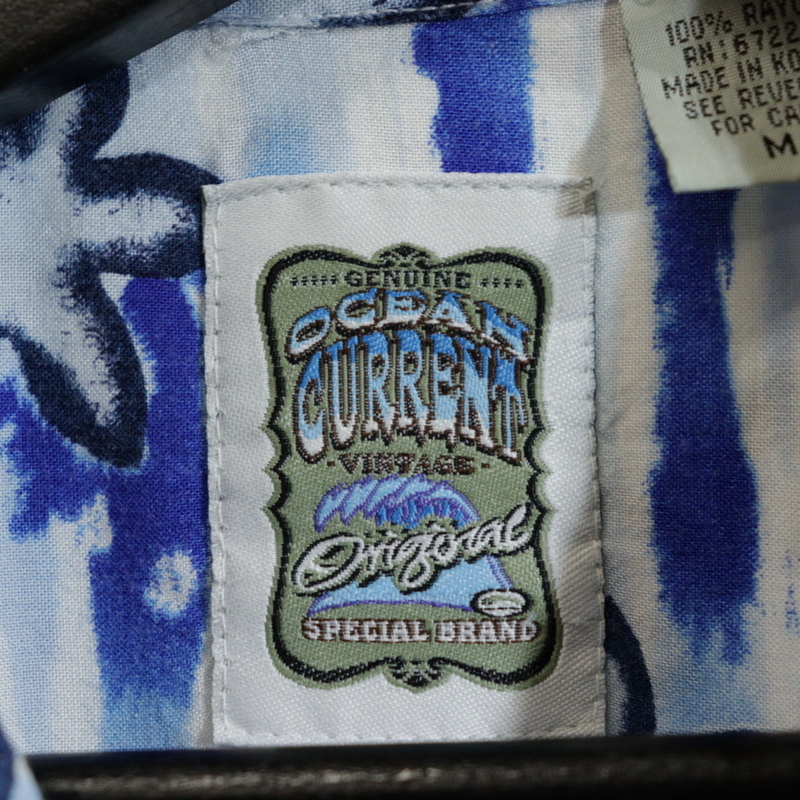 GENUINE
OCEAN
CURRENT
-VINTAGE-
Original
SPECIAL BRAND
100% RAYO
RN: 6722
MADE IN KO
SEE REVE
FOR CA
M